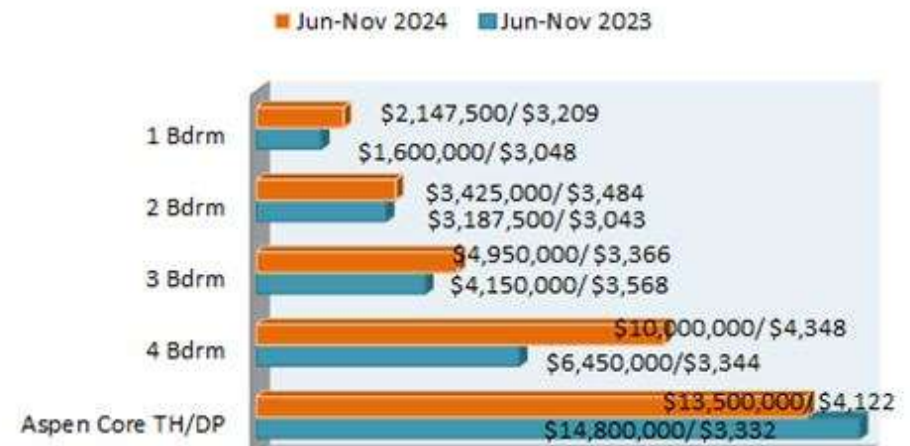 Jun-Nov 2024 Jun-Nov 2023
$2,147,500/$3,209
1 Bdrm
$1,600,000/$3,048
$3,425,000/$3,484
2 Bdrm
$3,187,500/$3,043
$4,950,000/$3,366
3 Bdrm
$4,150,000/$3,568
$10,000,000/$4,348
4 Bdrm
$6,450,000/$3,344
$13,500,000/$4,122
Aspen Core TH/DP
$14,800,000/$3,332